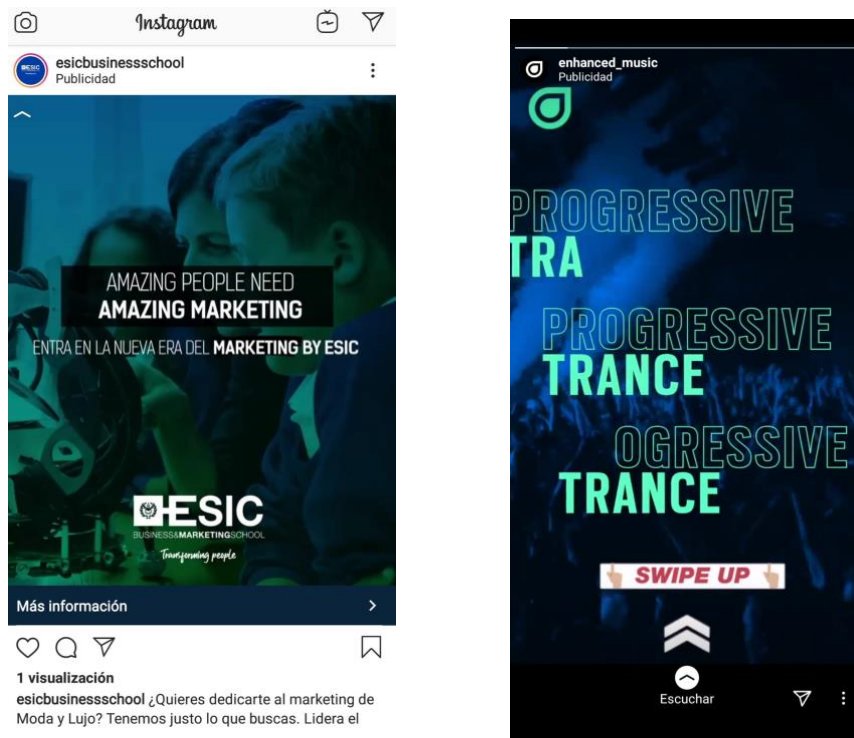 Instagram
esicbusinessschool
Publicidad
AMAZING PEOPLE NEED
AMAZING MARKETING
ENTRA EN LA NUEVA ERA DEL MARKETING BY ESIC
ESIC
BUSINESS&MARKETINGSCHOOL
Transforming people
Más información
1 visualización
esicbusinessschool ¿Quieres dedicarte al marketing de
Moda y Lujo? Tenemos justo lo que buscas. Lidera el
enhanced_music
Publicidad
PROGRESSIVE
TRA
PROGRESSIVE
TRANCE
OGRESSIVE
TRANCE
SWIPE UP
Escuchar